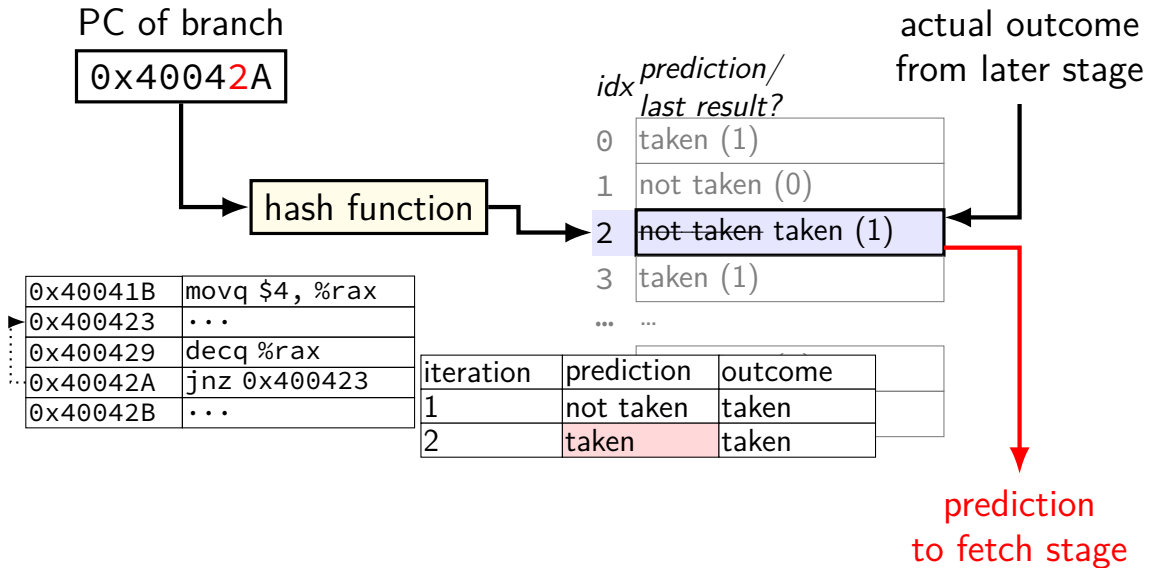 PC of branch
0x40042A
hash function
idx prediction/
last result?
0 taken (1)
1 not taken (0)
2 not taken taken (1)
3 taken (1)
… …
actual outcome
from later stage
0x40041B movq $4, %rax
0x400423 ···
0x400429 decq %rax
0x40042A jnz 0x400423
0x40042B ···
iteration prediction outcome
1 not taken taken
2 taken taken
prediction
to fetch stage